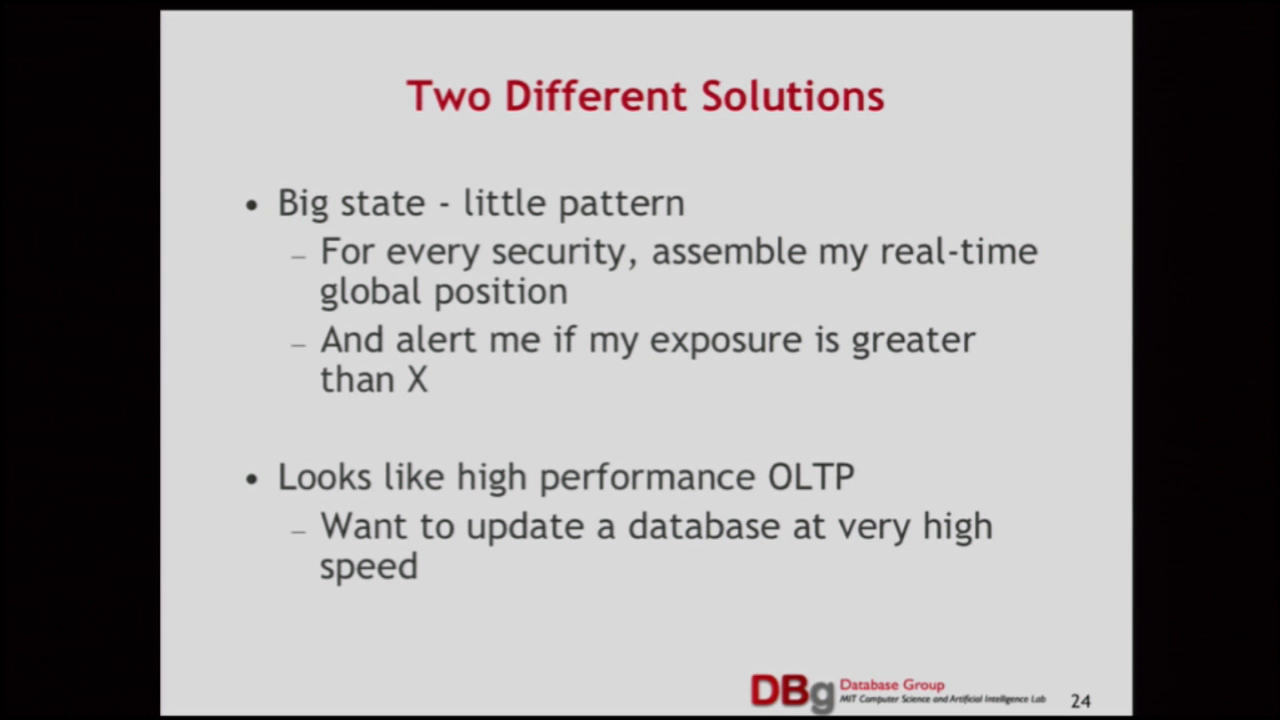 Two Different Solutions
• Big state - little pattern
– For every security, assemble my real-time
global position
– And alert me if my exposure is greater
than X
• Looks like high performance OLTP
– Want to update a database at very high
speed
DBg Database Group
MIT Computer Science and Artificial Intelligence Lab
24